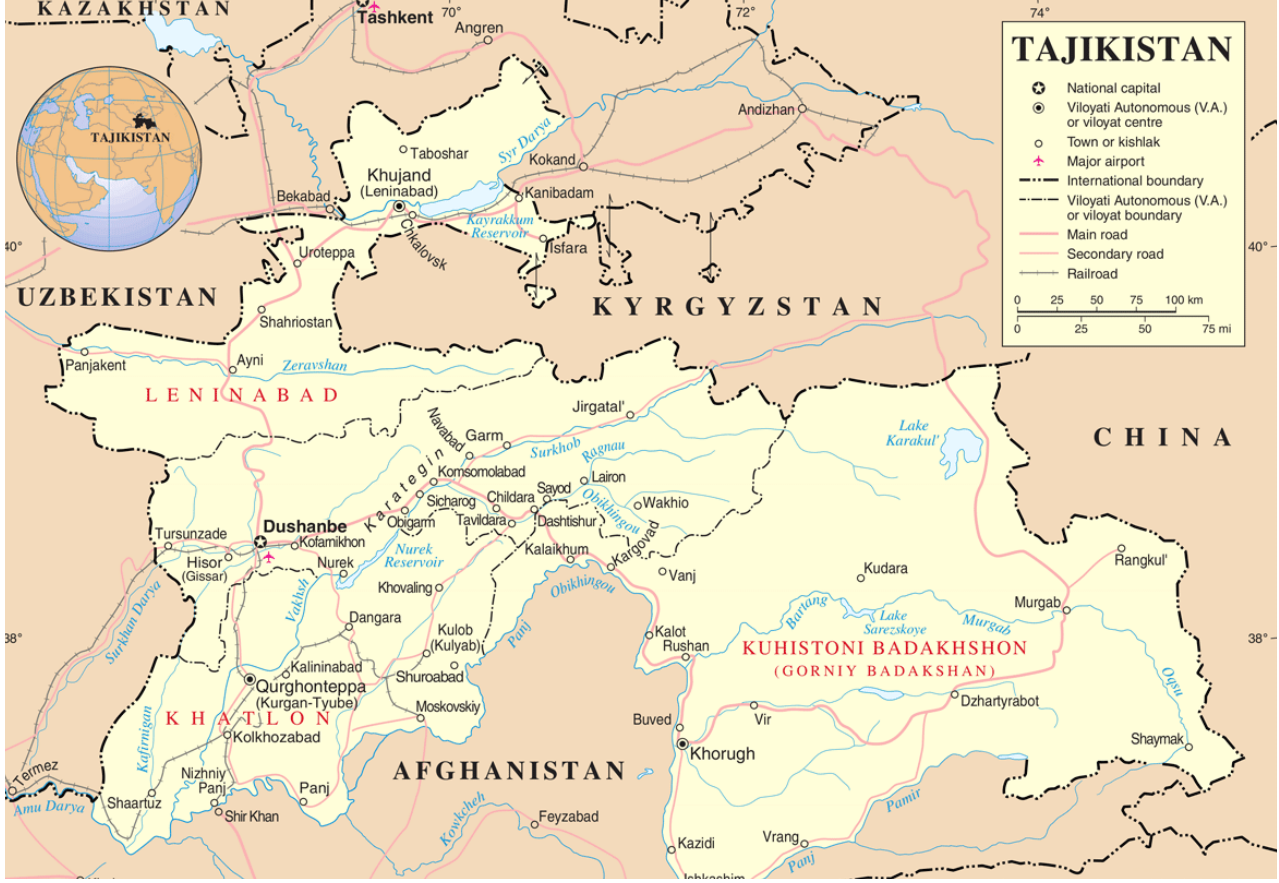 KAZAKHSTAN
Tashkent
70°
72°
74°
Angren
TAJIKISTAN
National capital
Viloyati Autonomous (V.A.)
or viloyat centre
Town or kishlak
Major airport
International boundary
Viloyati Autonomous (V.A.)
or viloyat boundary
Main road
Secondary road
Railroad
0 25 50 75 100 km
0 25 50 75 mi
TAJIKISTAN
Andizhan
Syr Darya
Taboshar
Kokand
Khujand
(Leninabad)
Bekabad
Kanibadam
Chkalovsk
Kayrakkum
Reservoir
Isfara
40°
40°
Uroteppa
UZBEKISTAN
KYRGYZSTAN
Shahriostan
Panjakent
Ayni
Zeravshan
LENINABAD
Jirgatal'
Lake
Karakul'
CHINA
Navabad
Garm
Surkhob
Ragnau
Karategin
Komsomolabad
Lairon
Sicharog
Childara
Sayod
Obikhingou
Wakhio
Obigarm
Tavildara
Dashtishur
Tursunzade
Dushanbe
Kofarnikhon
Hisor
(Gissar)
Nurek
Nurek
Reservoir
Kalaikhum
Kargovad
Rangkul'
Vanj
Kudara
Surkhan Darya
Vakhsh
Khovaling
Obikhingou
Murgab
Dangara
Bartang
Lake
Sarezskoye
Murgab
38°
38°
Kulob
(Kulyab)
Panj
Kalot
Rushan
KUHISTONI BADAKHSHON
(GORNIY BADAKSHAN)
Kalininabad
Shuroabad
Oqsu
Qurghonteppa
(Kurgan-Tyube)
Dzhartyrabot
KHATLON
Moskovskiy
Buved
Vir
Kafirnigan
Kolkhozabad
Khorugh
Shaymak
AFGHANISTAN
Termez
Nizhniy
Panj
Panj
Amu Darya
Shaartuz
Shir Khan
Pamir
Kowkcheh
Feyzabad
Kazidi
Vrang
Panj
Ishkashim